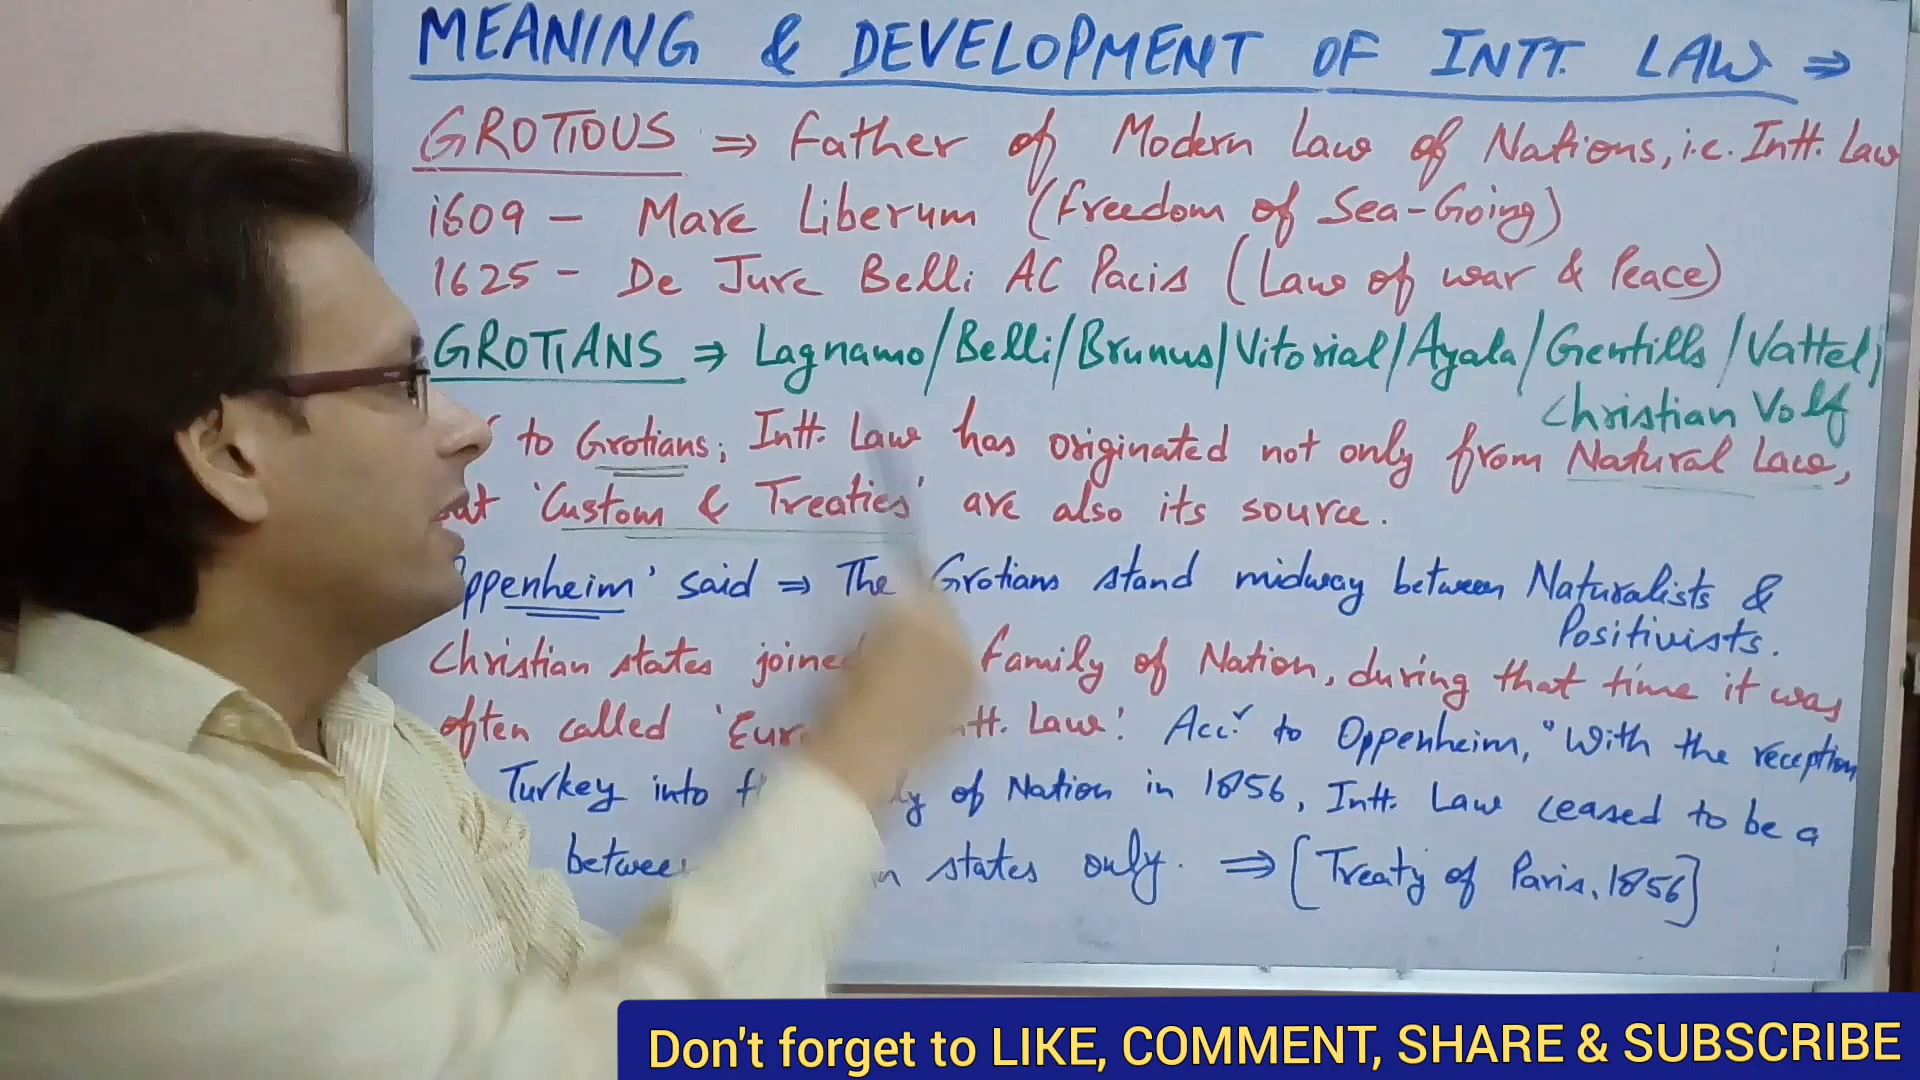 MEANING & DEVELOPMENT OF INTT. LAW ⇒
GROTIOUS ⇒ Father of Modern Law of Nations, i.e. Intt. Law
1609 - Mare Liberum (Freedom of Sea-Going)
1625 - De Jure Belli AC Pacis (Law of war & Peace)
GROTIANS ⇒ Lagnamo/Belli/Brunus/Vitorial/Ayala/Gentills/Vattel/
Christian Volf
to Grotians; Intt. Law has originated not only from Natural Law,
'Custom & Treaties' are also its source.
ppenheim' said ⇒ The Grotians stand midway between Naturalists &
Positivists.
Christian states joined family of Nation, during that time it was
often called 'Eur tt. Law'. Acc. to Oppenheim, "With the reception
Turkey into of Nation in 1856, Intt. Law ceased to be a
states only. ⇒ [Treaty of Paris, 1856]
Don't forget to LIKE, COMMENT, SHARE & SUBSCRIBE